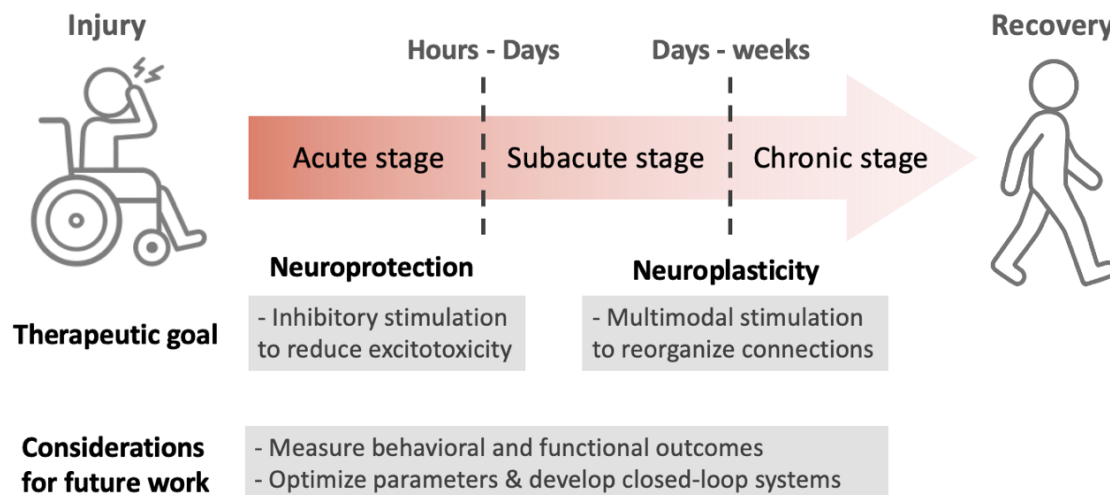 Injury
Hours - Days
Days - weeks
Recovery
Acute stage
Subacute stage
Chronic stage
Neuroprotection
Neuroplasticity
Therapeutic goal
- Inhibitory stimulation
to reduce excitotoxicity
- Multimodal stimulation
to reorganize connections
Considerations
for future work
- Measure behavioral and functional outcomes
- Optimize parameters & develop closed-loop systems